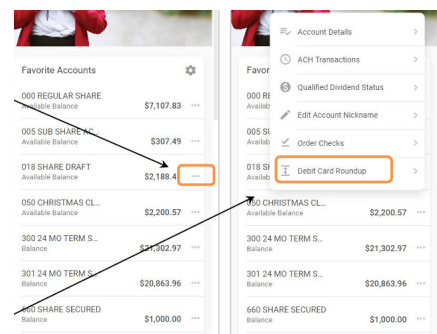 Favorite Accounts
000 REGULAR SHARE
Available Balance
$7,107.83
005 SUB SHARE AC...
Available Balance
$307.49
018 SHARE DRAFT
Available Balance
$2,188.4
050 CHRISTMAS CL...
Available Balance
$2,200.57
300 24 MO TERM S...
Balance
$21,302.97
301 24 MO TERM S...
Balance
$20,863.96
660 SHARE SECURED
Balance
$1,000.00
Account Details
ACH Transactions
Qualified Dividend Status
Edit Account
Nickname
Order Checks
Debit Card Roundup
Favor
000 RE
Availab
005 SU
Availab
018 SH
Availab
050 CHRISTMAS CL...
Available Balance
$2,200.57
300 24 MO TERM S...
Balance
$21,302.97
301 24 MO TERM S...
Balance
$20,863.96
660 SHARE SECURED
Balance
$1,000.00